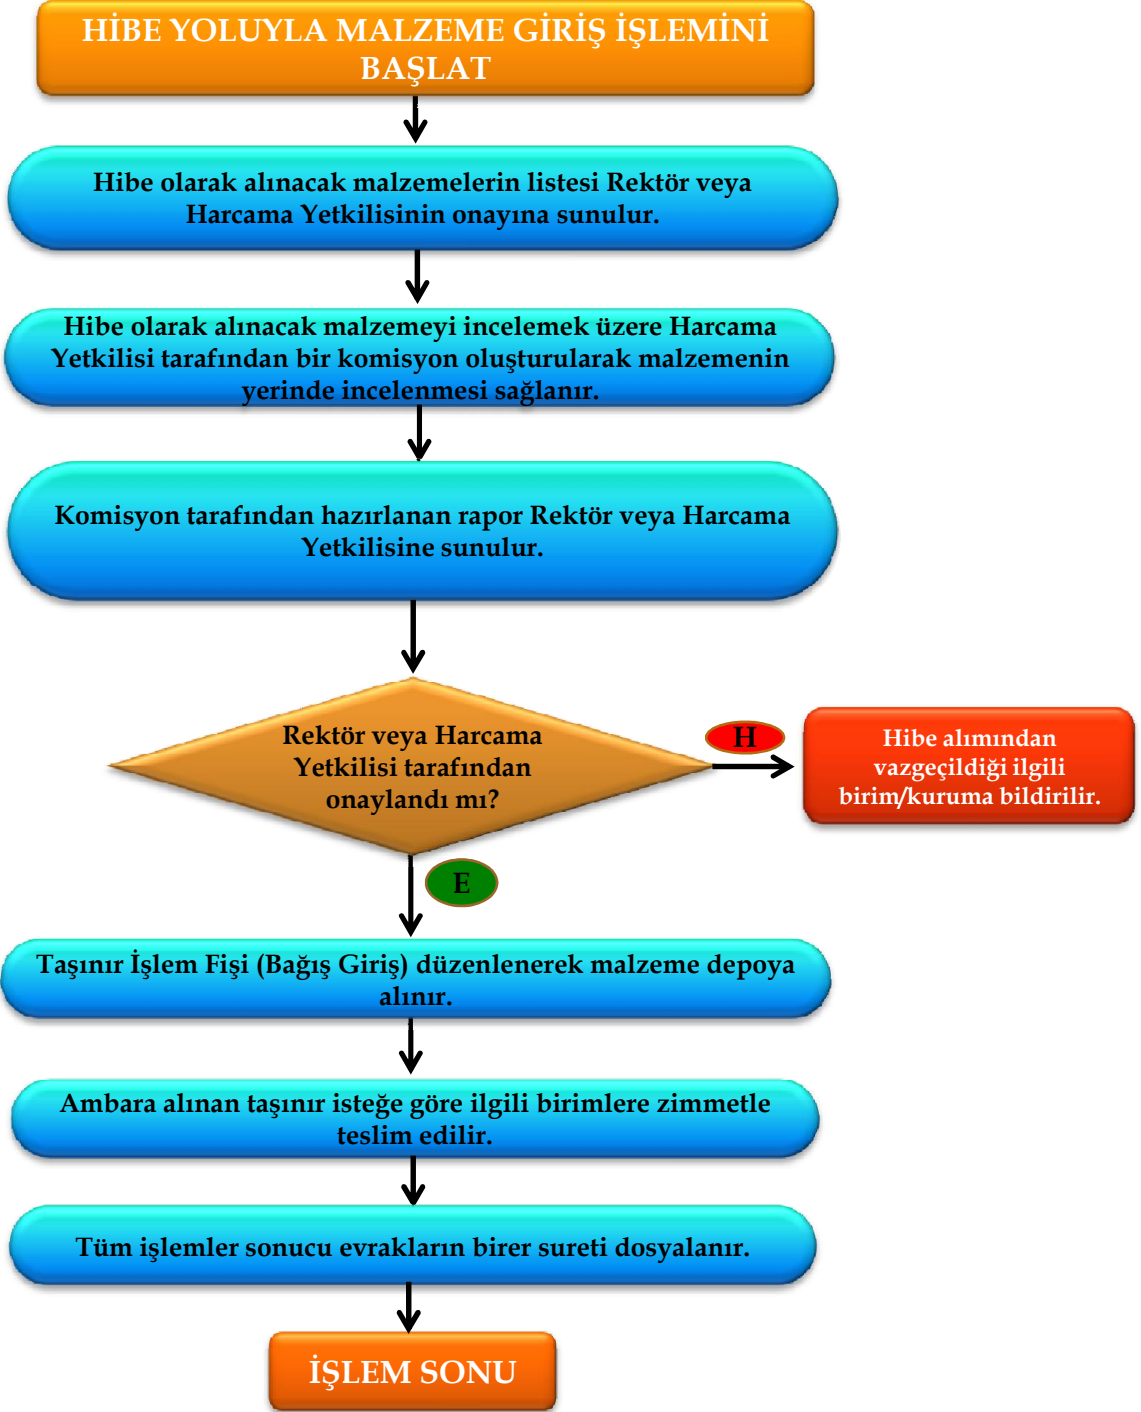 HİBE YOLUYLA MALZEME GİRİŞ İŞLEMİNİ
BAŞLAT
Hibe olarak alınacak malzemelerin listesi Rektör veya
Harcama Yetkilisinin onayına sunulur.
Hibe olarak alınacak malzemeyi incelemek üzere Harcama
Yetkilisi tarafından bir komisyon oluşturularak malzemenin
yerinde incelenmesi sağlanır.
Komisyon tarafından hazırlanan rapor Rektör veya Harcama
Yetkilisine sunulur.
Rektör veya Harcama
Yetkilisi tarafından
onaylandı mı?
H
Hibe alımından
vazgeçildiği ilgili
birim/kuruma bildirilir.
E
Taşınır İşlem Fişi (Bağış Giriş) düzenlenerek malzeme depoya
alınır.
Ambara alınan taşınır isteğe göre ilgili birimlere zimmetle
teslim edilir.
Tüm işlemler sonucu evrakların birer sureti dosyalanır.
İŞLEM SONU